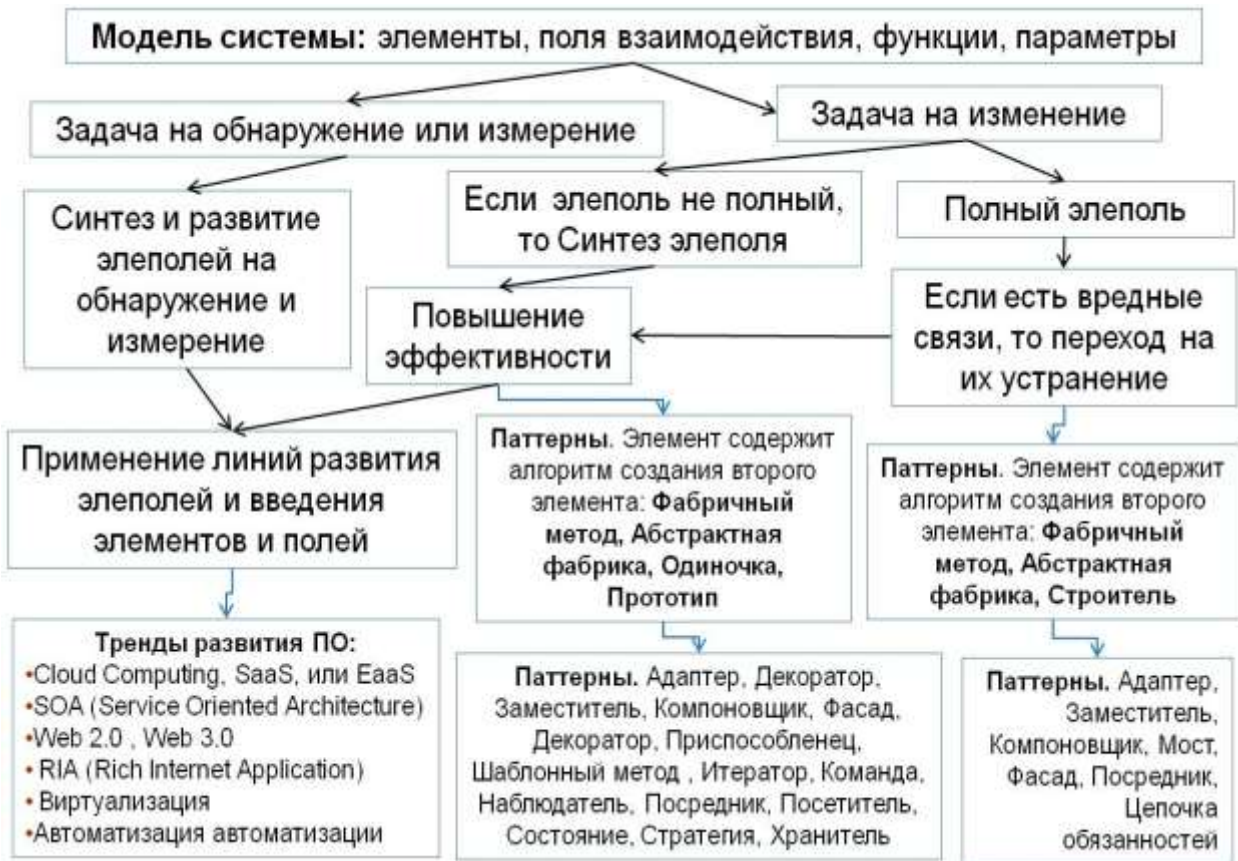 Модель системы: элементы, поля взаимодействия, функции, параметры
Задача на обнаружение или измерение
Задача на изменение
Синтез и развитие
элеполей на
обнаружение и
измерение
Если элеполь не полный,
то Синтез элеполя
Полный элеполь
Повышение
эффективности
Если есть вредные
связи, то переход на
их устранение
Применение линий развития
элеполей и введения
элементов и полей
Паттерны. Элемент содержит
алгоритм создания второго
элемента: Фабричный
метод, Абстрактная
фабрика, Одиночка,
Прототип
Паттерны. Элемент содержит
алгоритм создания второго
элемента: Фабричный
метод, Абстрактная
фабрика, Строитель
Тренды развития ПО:
•Cloud Computing, SaaS, или EaaS
•SOA (Service Oriented Architecture)
•Web 2.0 , Web 3.0
• RIA (Rich Internet Application)
• Виртуализация
•Автоматизация автоматизации
Паттерны. Адаптер, Декоратор,
Заместитель, Компоновщик, Фасад,
Декоратор, Приспособленец,
Шаблонный метод , Итератор, Команда,
Наблюдатель, Посредник, Посетитель,
Состояние, Стратегия, Хранитель
Паттерны. Адаптер,
Заместитель,
Компоновщик, Мост,
Фасад, Посредник,
Цепочка
обязанностей